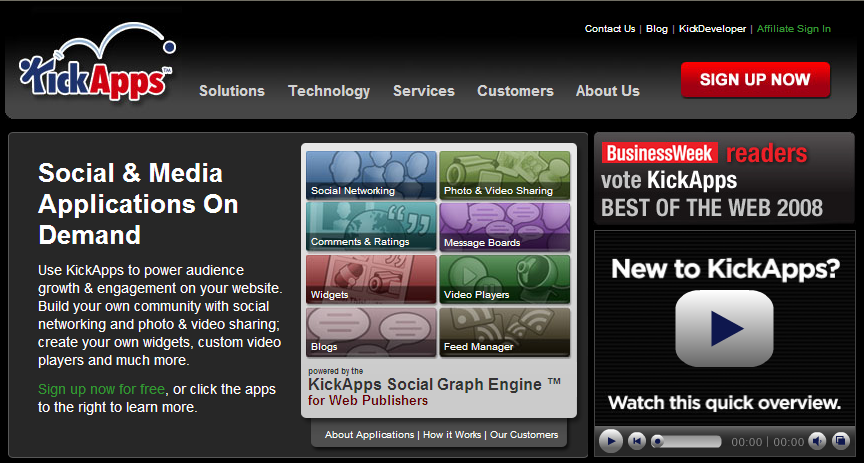 Contact Us | Blog | KickDeveloper | Affiliate Sign In
KickApps™
Solutions Technology Services Customers About Us
SIGN UP NOW
Social & Media
Applications On
Demand
Use KickApps to power audience
growth & engagement on your website.
Build your own community with social
networking and photo & video sharing;
create your own widgets, custom video
players and much more.
Sign up now for free, or click the apps
to the right to learn more.
Social Networking
Photo & Video Sharing
Comments & Ratings
Message Boards
Widgets
Video Players
Blogs
Feed Manager
powered by the
KickApps Social Graph Engine ™
for Web Publishers
About Applications | How it Works | Our Customers
BusinessWeek readers
vote KickApps
BEST OF THE WEB 2008
New to KickApps?
Watch this quick overview.
00:00 | 00:00